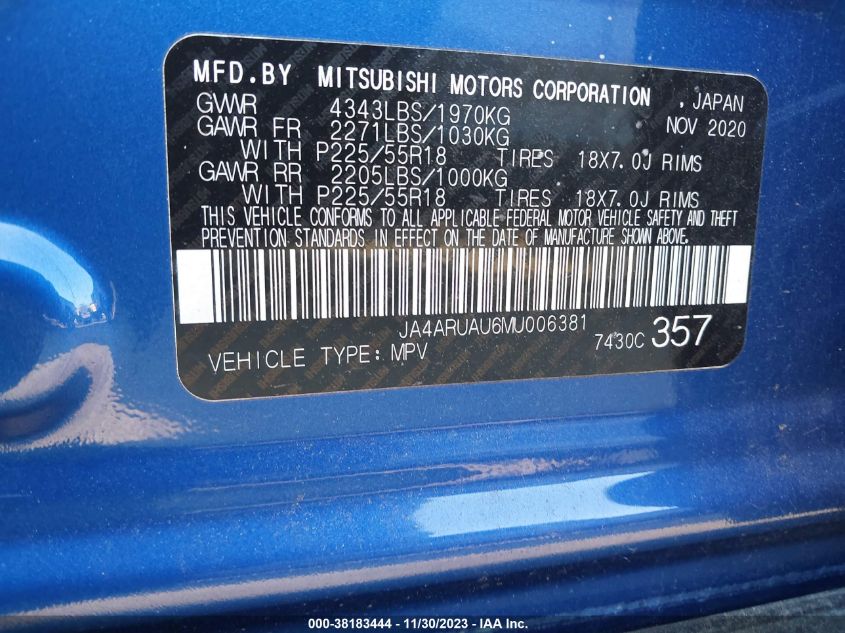 MFD.BY MITSUBISHI MOTORS CORPORATION , JAPAN
GVWR 4343LBS/1970KG NOV 2020
GAWR FR 2271LBS/1030KG
WITH P225/55R18 TIRES 18X7.0J RIMS
GAWR RR 2205LBS/1000KG
WITH P225/55R18 TIRES 18X7.0J RIMS
THIS VEHICLE CONFORMS TO ALL APPLICABLE FEDERAL MOTOR VEHICLE SAFETY AND THEFT
PREVENTION STANDARDS IN EFFECT ON THE DATE OF MANUFACTURE SHOWN ABOVE.
JA4ARUAU6MU006381
VEHICLE TYPE: MPV 7430C 357
000-38183444 - 11/30/2023 - IAA Inc.